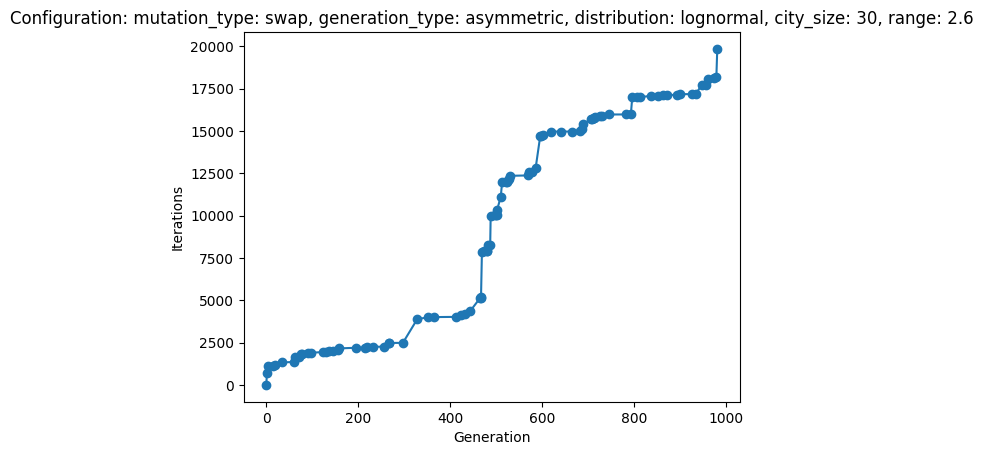 Configuration: mutation_type: swap, generation_type: asymmetric, distribution: lognormal, city_size: 30, range: 2.6
20000
17500
15000
12500
10000
7500
5000
2500
0
Iterations
0 200 400 600 800 1000
Generation